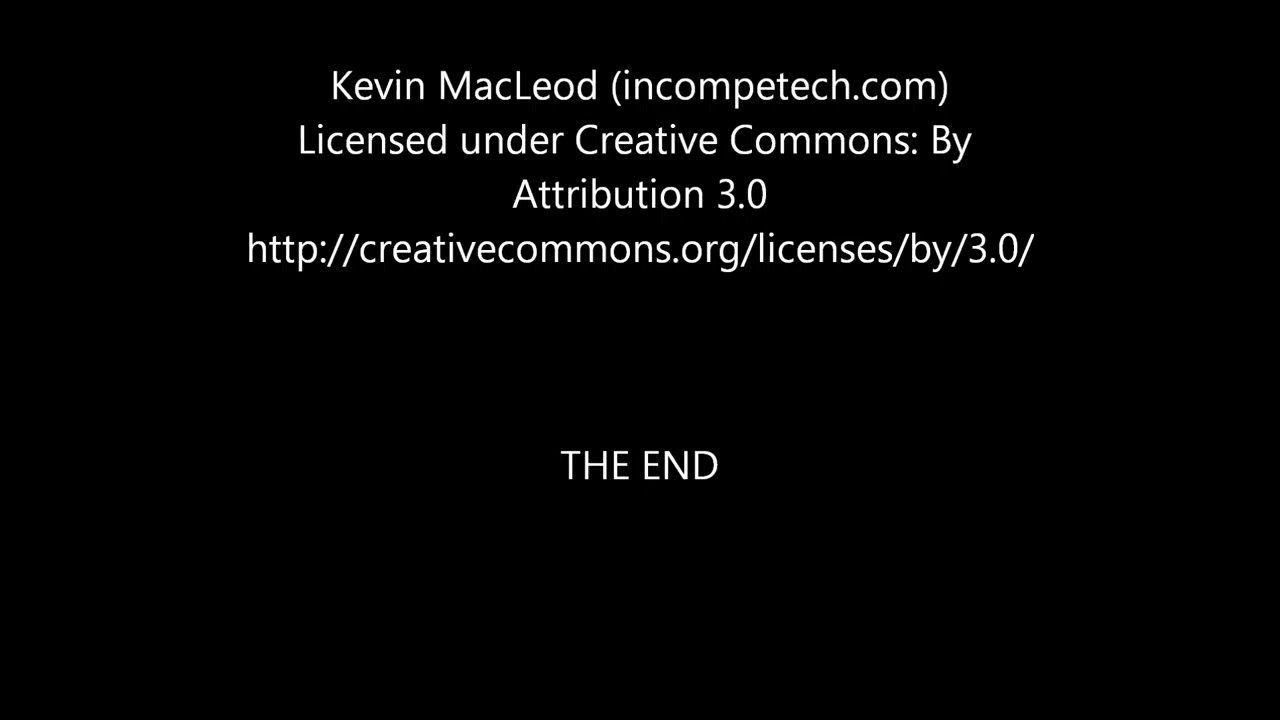 Kevin MacLeod (incompetech.com)
Licensed under Creative Commons: By
Attribution 3.0
http://creativecommons.org/licenses/by/3.0/
THE END